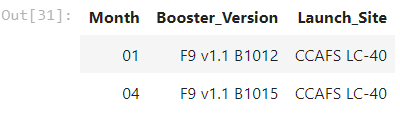 Out[31]:
Month Booster_Version Launch_Site
01 F9 v1.1 B1012 CCAFS LC-40
04 F9 v1.1 B1015 CCAFS LC-40